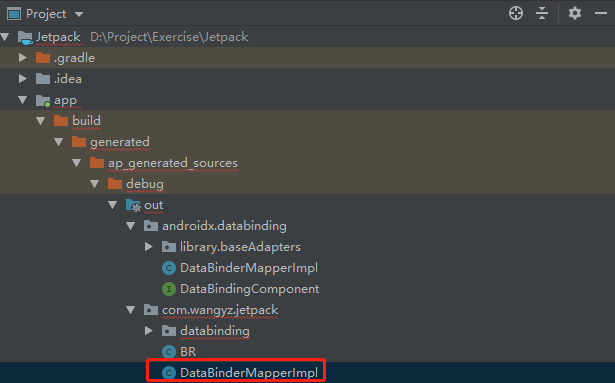 Project
Jetpack D:\Project\Exercise\Jetpack
.gradle
.idea
app
build
generated
ap_generated_sources
debug
out
androidx.databinding
library.baseAdapters
C DataBinderMapperImpl
I DataBindingComponent
com.wangyz.jetpack
databinding
C BR
C DataBinderMapperImpl